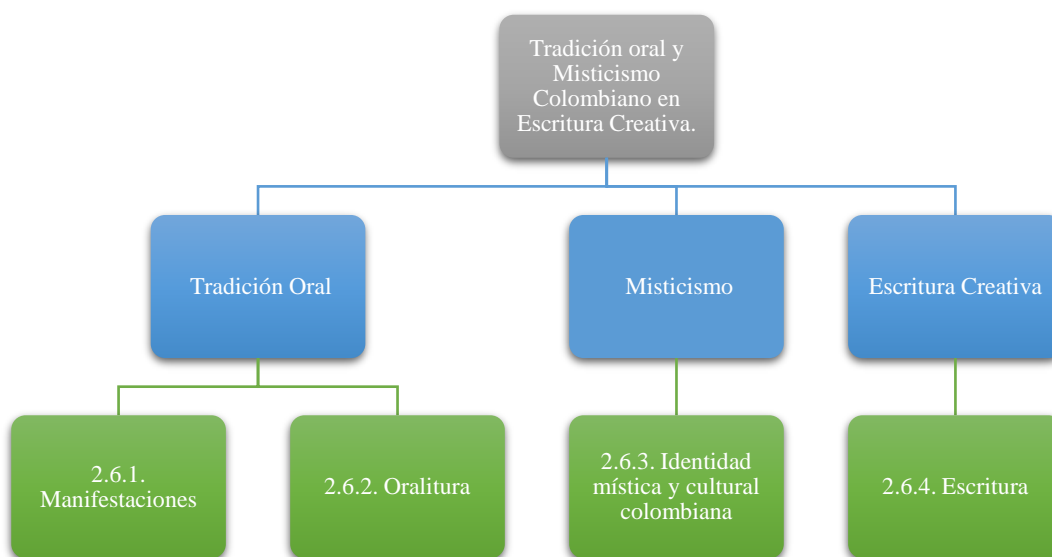 Tradición oral y
Misticismo
Colombiano en
Escritura Creativa.
Tradición Oral
Misticismo
Escritura Creativa
2.6.1.
Manifestaciones
2.6.2. Oralitura
2.6.3. Identidad
mística y cultural
colombiana
2.6.4. Escritura